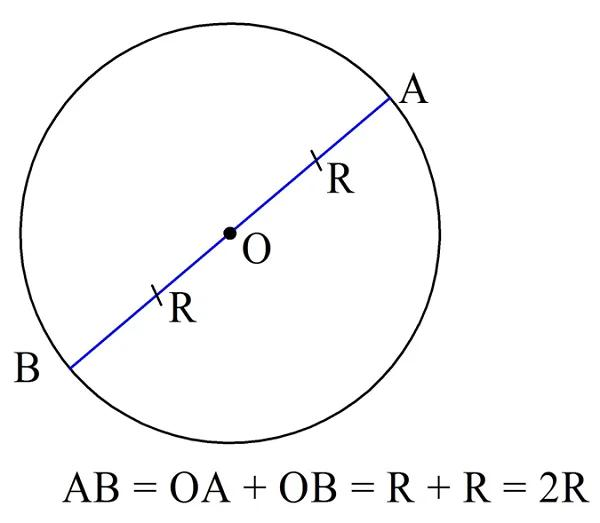 A
R
O
R
B
AB = OA + OB = R + R = 2R